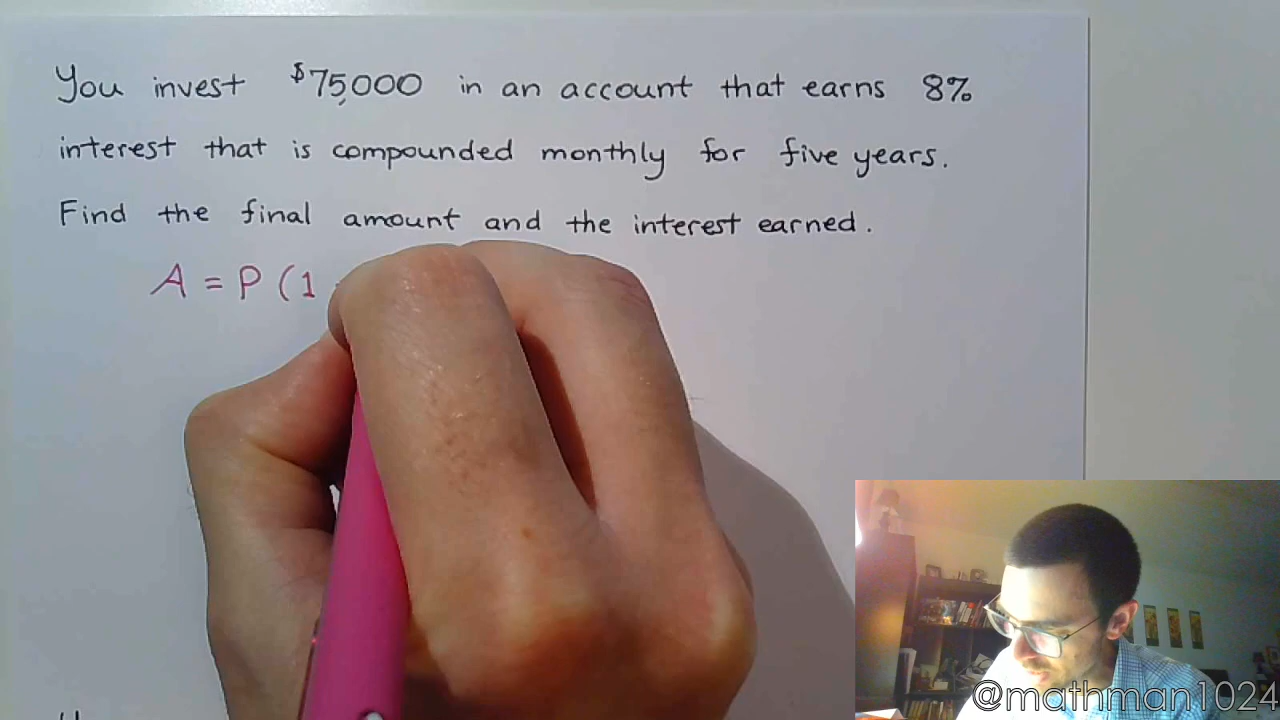 You invest $75,000 in an account that earns 8%
interest that is compounded monthly for five years.
Find the final amount and the interest earned.
A = P (1
@mathman1024